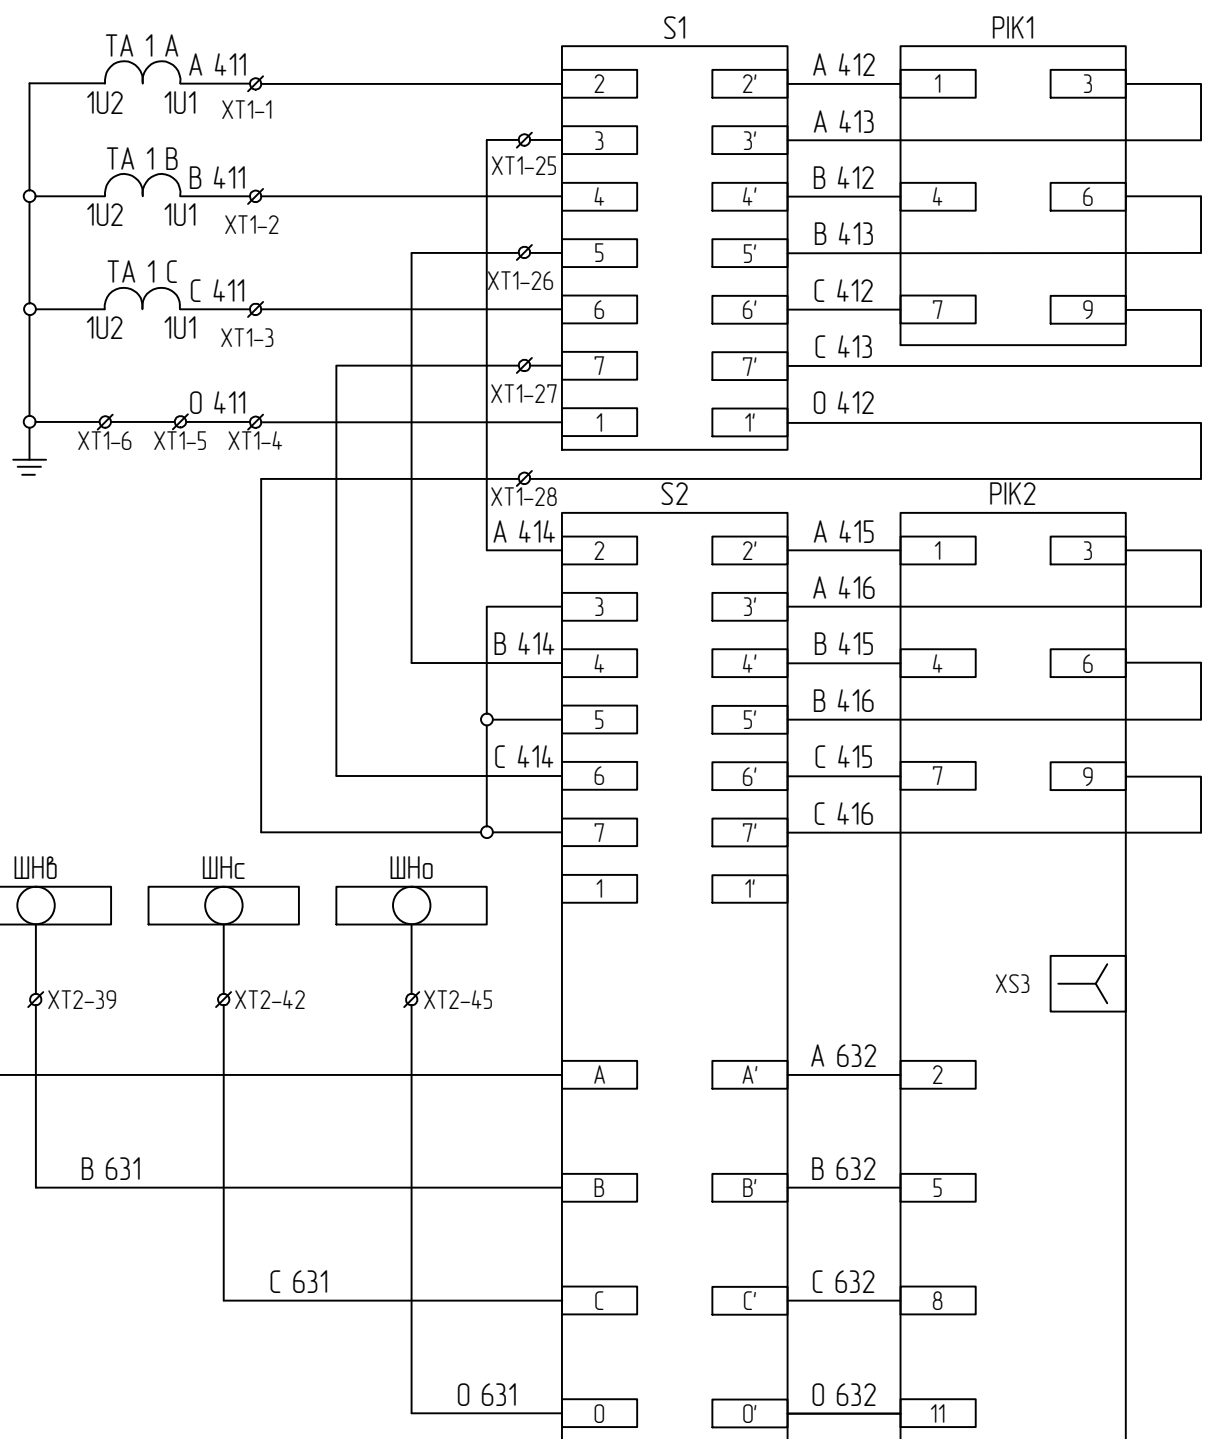 S1 PIK1
TA 1 A
A 411
1U2 1U1 XT1-1
2 2' A 412 1 3
3 3' A 413
XT1-25
TA 1 B
B 411
1U2 1U1 XT1-2
4 4' B 412 4 6
5 5' B 413
XT1-26
TA 1 C
C 411
1U2 1U1 XT1-3
6 6' C 412 7 9
7 7' C 413
XT1-27
0 411
XT1-6 XT1-5 XT1-4
1 1' 0 412
XT1-28
S2 PIK2
A 414 2 2' A 415 1 3
3 3' A 416
B 414 4 4' B 415 4 6
5 5' B 416
C 414 6 6' C 415 7 9
7 7' C 416
1 1'
ШНв ШНс ШНо
XT2-39 XT2-42 XT2-45
XS3
A A' A 632 2
B 631 B B' B 632 5
C 631 C C' C 632 8
0 631 0 0' 0 632 11